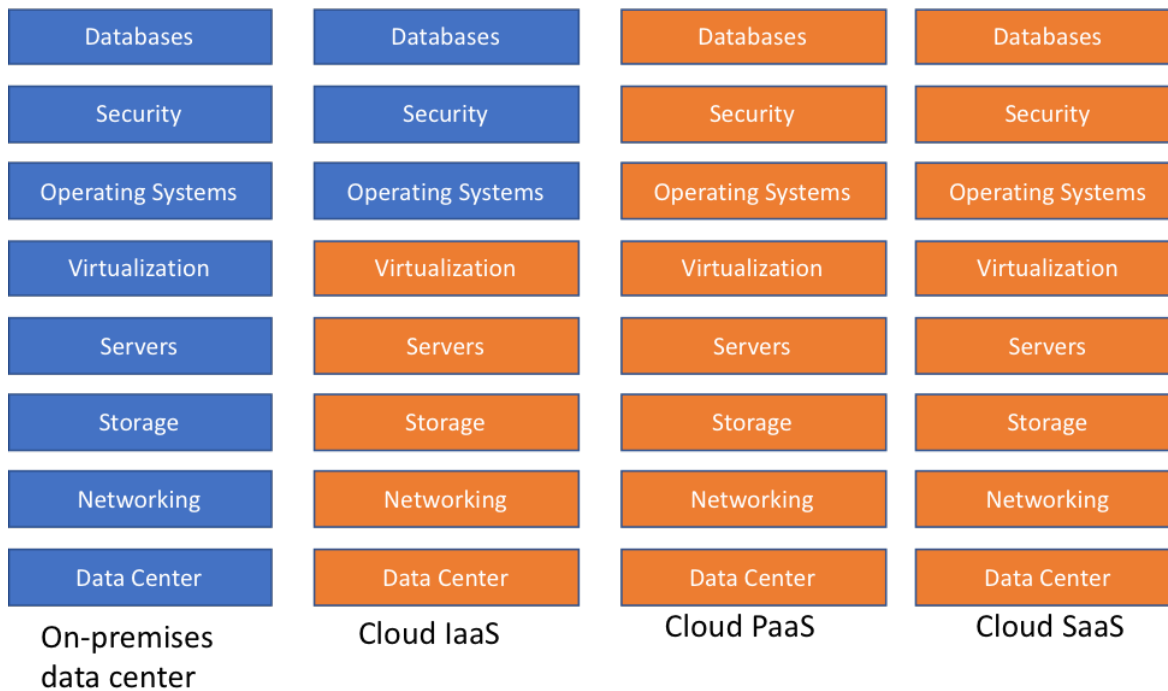 Databases Databases Databases Databases
Security Security Security Security
Operating Systems Operating Systems Operating Systems Operating Systems
Virtualization Virtualization Virtualization Virtualization
Servers Servers Servers Servers
Storage Storage Storage Storage
Networking Networking Networking Networking
Data Center Data Center Data Center Data Center
On-premises Cloud IaaS Cloud PaaS Cloud SaaS
data center